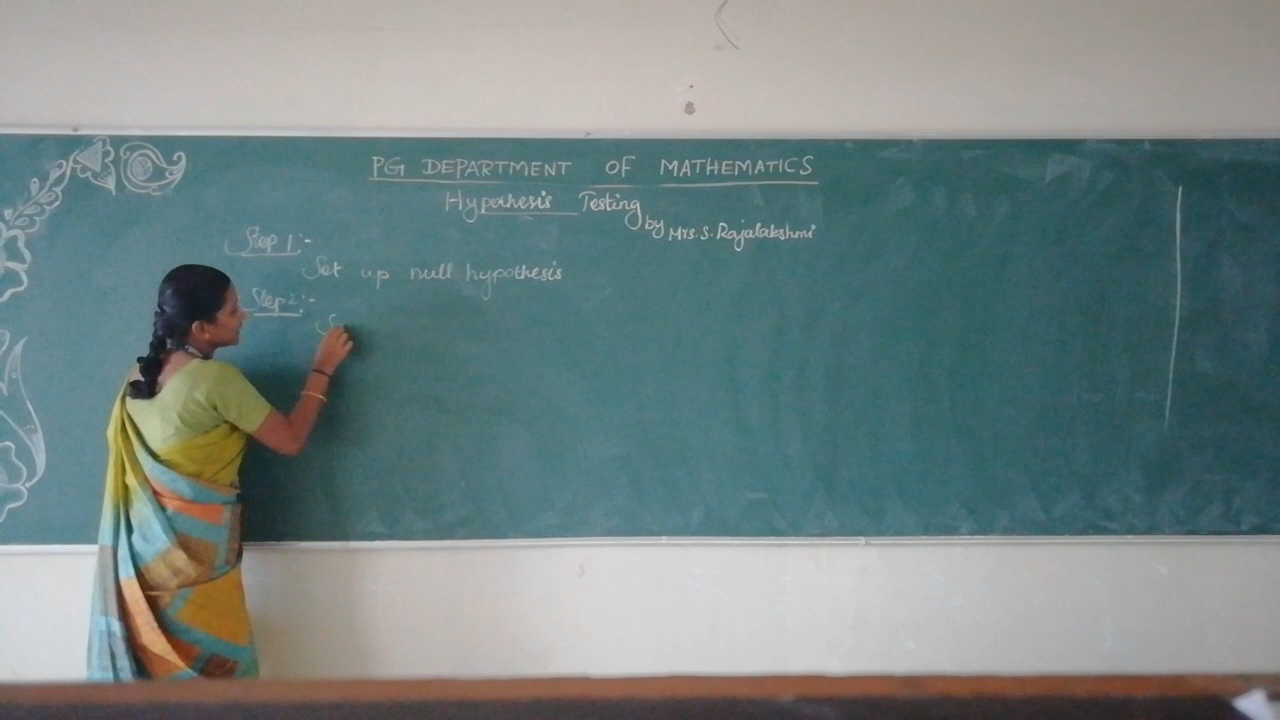 PG DEPARTMENT OF MATHEMATICS
Hypothesis Testing
by Mrs. S. Rajalakshmi
Step 1:-
Set up null hypothesis
Step 2:-
S